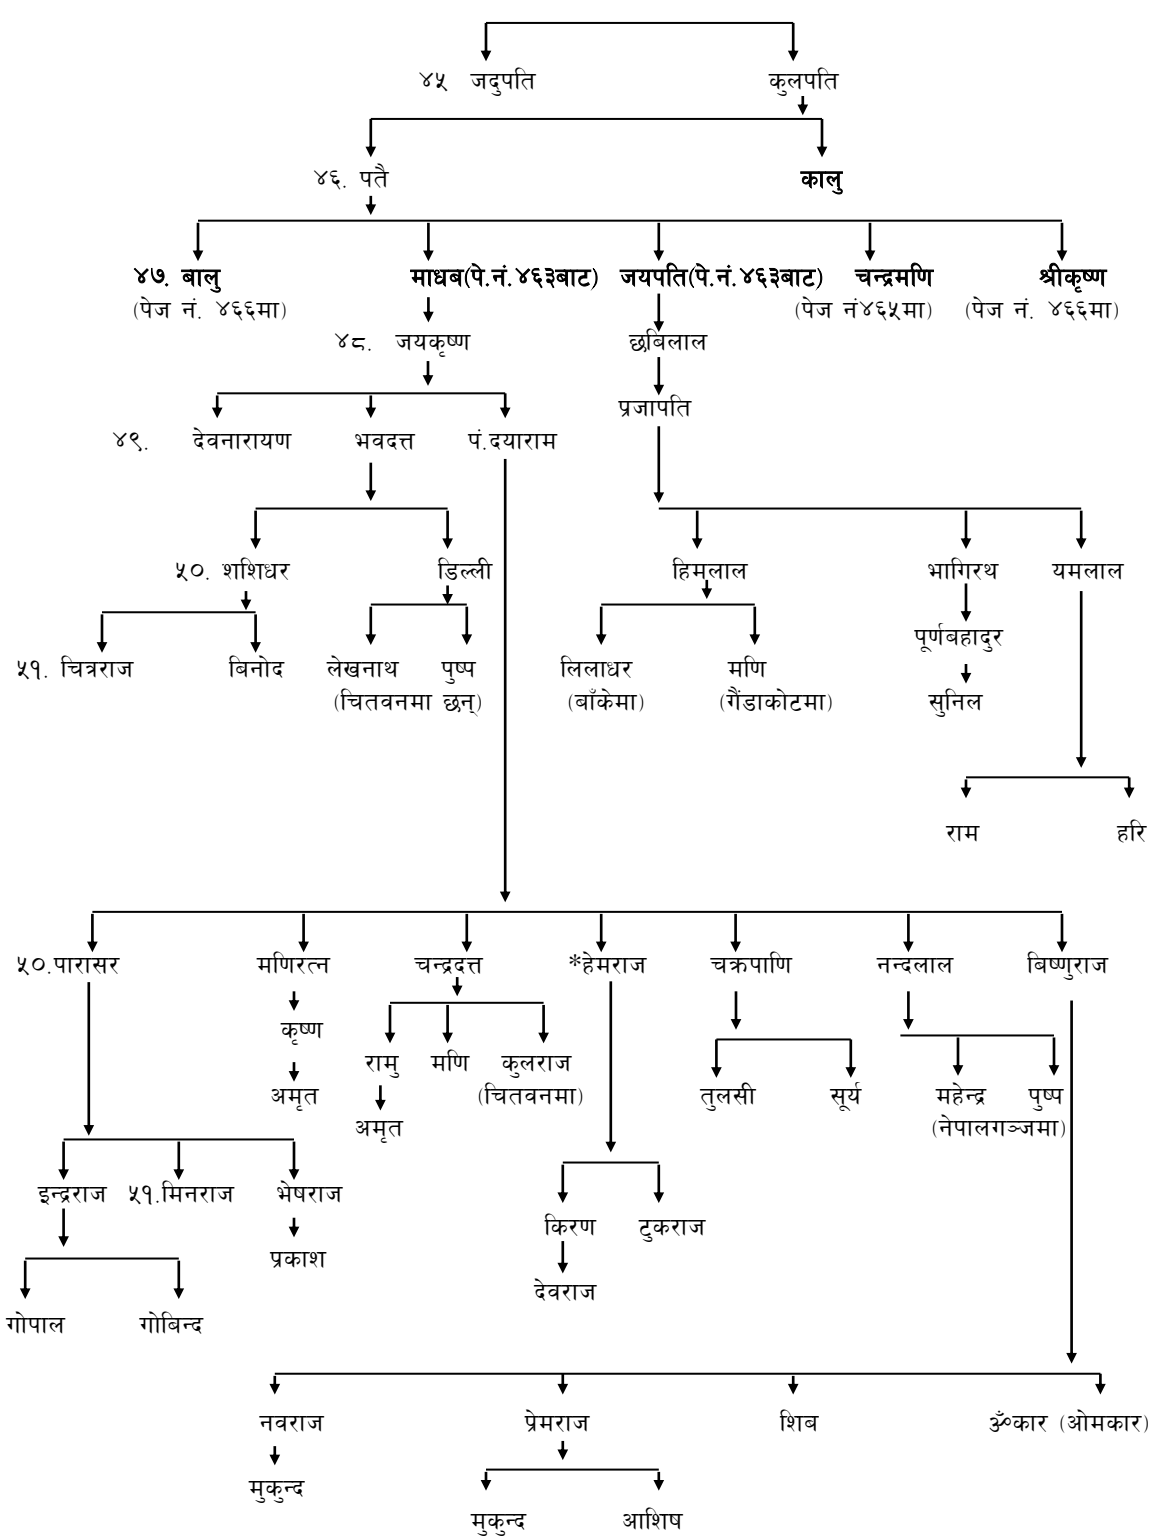 ४५ जदुपति कुलपति
४६. पतै कालु
४७. बालु माधब(पे.नं.४६३बाट) जयपति(पे.नं.४६३बाट) चन्द्रमणि श्रीकृष्ण
(पेज नं. ४६६मा) (पेज नं४६५मा) (पेज नं. ४६६मा)
४८. जयकृष्ण छबिलाल
प्रजापति
४९. देवनारायण भवदत्त पं.दयाराम
५०. शशिधर डिल्ली हिमलाल भागिरथ यमलाल
पूर्णबहादुर
५१. चित्रराज बिनोद लेखनाथ पुष्प लिलाधर मणि
(चितवनमा छन्) (बाँकेमा) (गैंडाकोटमा) सुनिल
राम हरि
५०.पारासर मणिरत्न चन्द्रदत्त *हेमराज चक्रपाणि नन्दलाल बिष्णुराज
कृष्ण
रामु मणि कुलराज
अमृत (चितवनमा) तुलसी सूर्य महेन्द्र पुष्प
अमृत (नेपालगञ्जमा)
इन्द्रराज ५१.मिनराज भेषराज
किरण टुकराज
प्रकाश
देवराज
गोपाल गोबिन्द
नवराज प्रेमराज शिब ॐकार (ओमकार)
मुकुन्द
मुकुन्द आशिष